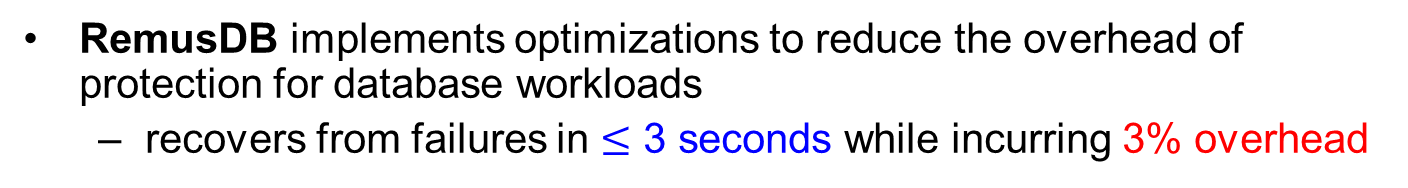 • RemusDB implements optimizations to reduce the overhead of
protection for database workloads
– recovers from failures in ≤ 3 seconds while incurring 3% overhead